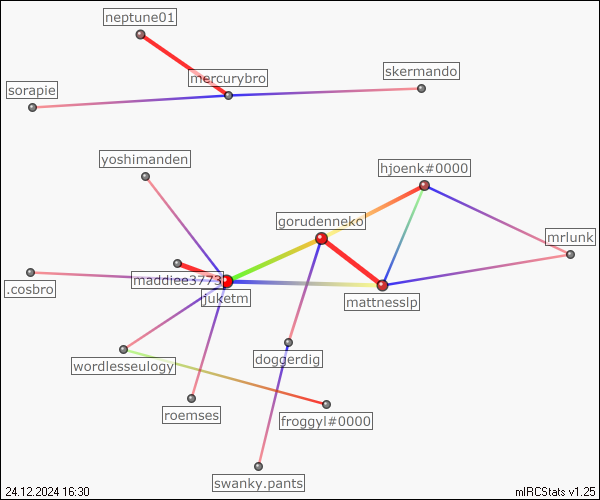 neptune01
skermando
mercurybro
sorapie
yoshimanden
hjoenk#0000
gorudenneko
mrlunk
maddiee3773
.cosbro
juketm
mattnesslp
doggerdig
wordlesseulogy
roemses
froggyl#0000
swanky.pants
24.12.2024 16:30
mIRCStats v1.25